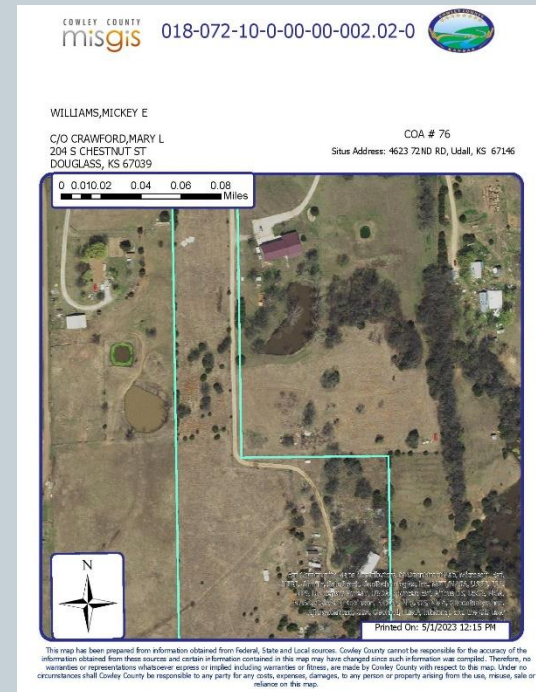 COWLEY COUNTY
misgis
018-072-10-0-00-00-002.02-0
WILLIAMS,MICKEY E
C/O CRAWFORD,MARY L
204 S CHESTNUT ST
DOUGLASS, KS 67039
COA # 76
Situs Address: 4623 72ND RD, Udall, KS 67146
0 0.010.02 0.04 0.06 0.08
Miles
N
Printed On: 5/1/2023 12:15 PM
This map has been prepared from information obtained from Federal, State and Local sources. Cowley County cannot be responsible for the accuracy of the
information obtained from these sources and certain information contained in this map may have changed since such information was compiled. Therefore, no
warranties or representations whatsoever express or implied including warranties or fitness, are made by Cowley County with respect to this map. Under no
circumstances shall Cowley County be responsible to any party for any costs, expenses, damages, to any person or property arising from the use, misuse, sale or
reliance on this map.